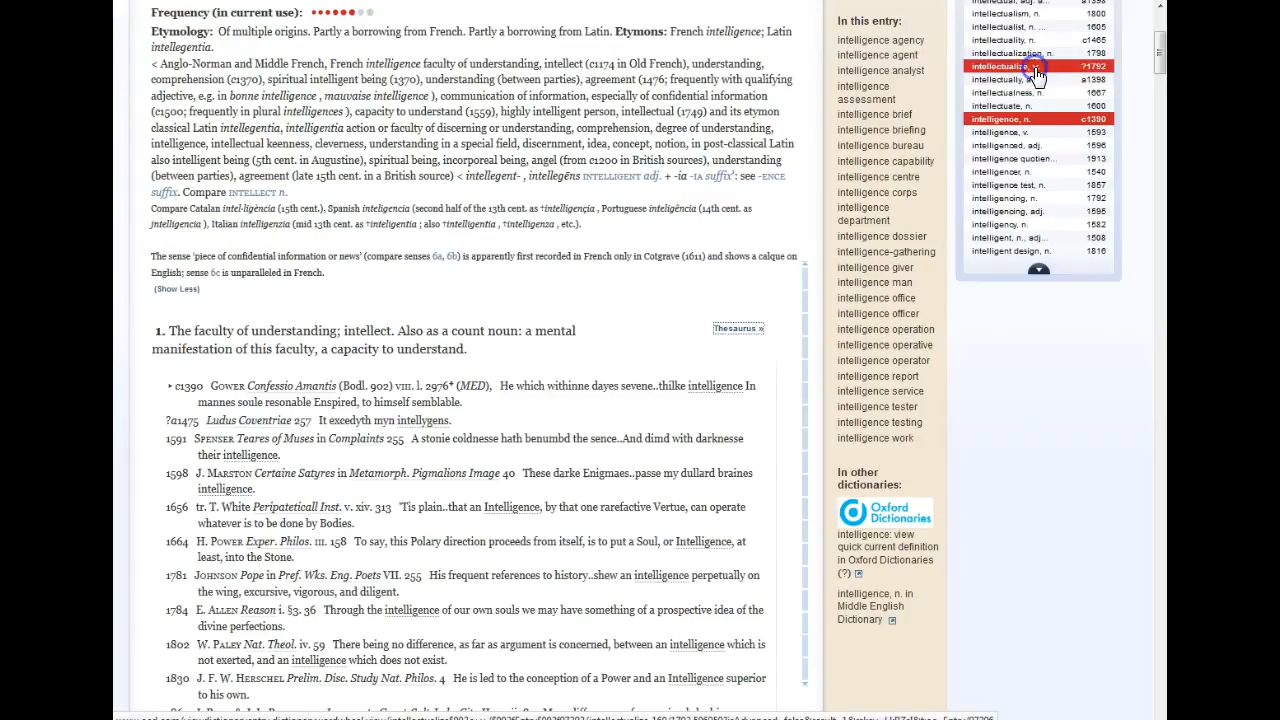 Frequency (in current use):
Etymology: Of multiple origins. Partly a borrowing from French. Partly a borrowing from Latin. Etymons: French intelligence; Latin
intellegentia.
< Anglo-Norman and Middle French, French intelligence faculty of understanding, intellect (c1174 in Old French), understanding,
comprehension (c1370), spiritual intelligent being (1370), understanding (between parties), agreement (1476; frequently with qualifying
adjective, e.g. in bonne intelligence , mauvaise intelligence ), communication of information, especially of confidential information
(c1500; frequently in plural intelligences ), capacity to understand (1559), highly intelligent person, intellectual (1749) and its etymon
classical Latin intellegentia, intelligentia action or faculty of discerning or understanding, comprehension, degree of understanding,
intelligence, intellectual keenness, cleverness, understanding in a special field, discernment, idea, concept, notion, in post-classical Latin
also intelligent being (5th cent. in Augustine), spiritual being, incorporeal being, angel (from c1200 in British sources), understanding
(between parties), agreement (late 15th cent. in a British source) < intelligent- , intellegēns INTELLIGENT adj. + -ia -IA suffix¹: see -ENCE
suffix. Compare INTELLECT n.
Compare Catalan intel·ligència (15th cent.), Spanish inteligencia (second half of the 13th cent. as †intelligençia , Portuguese inteligência (14th cent. as
jntelligencia ), Italian intelligenzia (mid 13th cent. as †inteligentia ; also †intelligentia , †intelligenza , etc.).
The sense ‘piece of confidential information or news’ (compare senses 6a, 6b) is apparently first recorded in French only in Cotgrave (1611) and shows a calque on
English; sense 6c is unparalleled in French.
(Show Less)
1. The faculty of understanding; intellect. Also as a count noun: a mental
manifestation of this faculty, a capacity to understand.
Thesaurus »
c1390 GOWER Confessio Amantis (Bodl. 902) VIII. l. 2976* (MED), He which withinne dayes sevene..thilke intelligence In
mannes soule resonable Enspired, to himself semblable.
?a1475 Ludus Coventriae 257 It excedyth myn intellygens.
1591 SPENSER Teares of Muses in Complaints 255 A stonie coldnesse hath benumbd the sence..And dimd with darknesse
their intelligence.
1598 J. MARSTON Certaine Satyres in Metamorph. Pigmalions Image 40 These darke Enigmaes..passe my dullard braines
intelligence.
1656 tr. T. White Peripateticall Inst. v. xiv. 313 'Tis plain..that an Intelligence, by that one rarefactive Vertue, can operate
whatever is to be done by Bodies.
1664 H. POWER Exper. Philos. III. 158 To say, this Polary direction proceeds from itself, is to put a Soul, or Intelligence, at
least, into the Stone.
1781 JOHNSON Pope in Pref. Wks. Eng. Poets VII. 255 His frequent references to history..shew an intelligence perpetually on
the wing, excursive, vigorous, and diligent.
1784 E. ALLEN Reason i. §3. 36 Through the intelligence of our own souls we may have something of a prospective idea of the
divine perfections.
1802 W. PALEY Nat. Theol. iv. 59 There being no difference, as far as argument is concerned, between an intelligence which is
not exerted, and an intelligence which does not exist.
1830 J. F. W. HERSCHEL Prelim. Disc. Study Nat. Philos. 4 He is led to the conception of a Power and an Intelligence superior
to his own.
In this entry:
intelligence agency
intelligence agent
intelligence analyst
intelligence
assessment
intelligence brief
intelligence briefing
intelligence bureau
intelligence capability
intelligence centre
intelligence corps
intelligence
department
intelligence dossier
intelligence-gathering
intelligence giver
intelligence man
intelligence office
intelligence officer
intelligence operation
intelligence operative
intelligence operator
intelligence report
intelligence service
intelligence tester
intelligence testing
intelligence work
In other
dictionaries:
Oxford
Dictionaries
intelligence: view
quick current definition
in Oxford Dictionaries
(?)
intelligence, n. in
Middle English
Dictionary
intellectualism, n. 1800
intellectualist, n. ... 1605
intellectuality, n. c1465
intellectualization, n. 1798
?1792
intellectually, a1398
intellectualness, n. 1667
intellectuate, n. 1600
intelligence, n. c1390
intelligence, v. 1593
intelligenced, adj. 1596
intelligence quotien... 1913
intelligencer, n. 1540
intelligence test, n. 1857
intelligencing, n. 1792
intelligencing, adj. 1595
intelligency, n. 1582
intelligent, n., adj... 1508
intelligent design, n. 1816